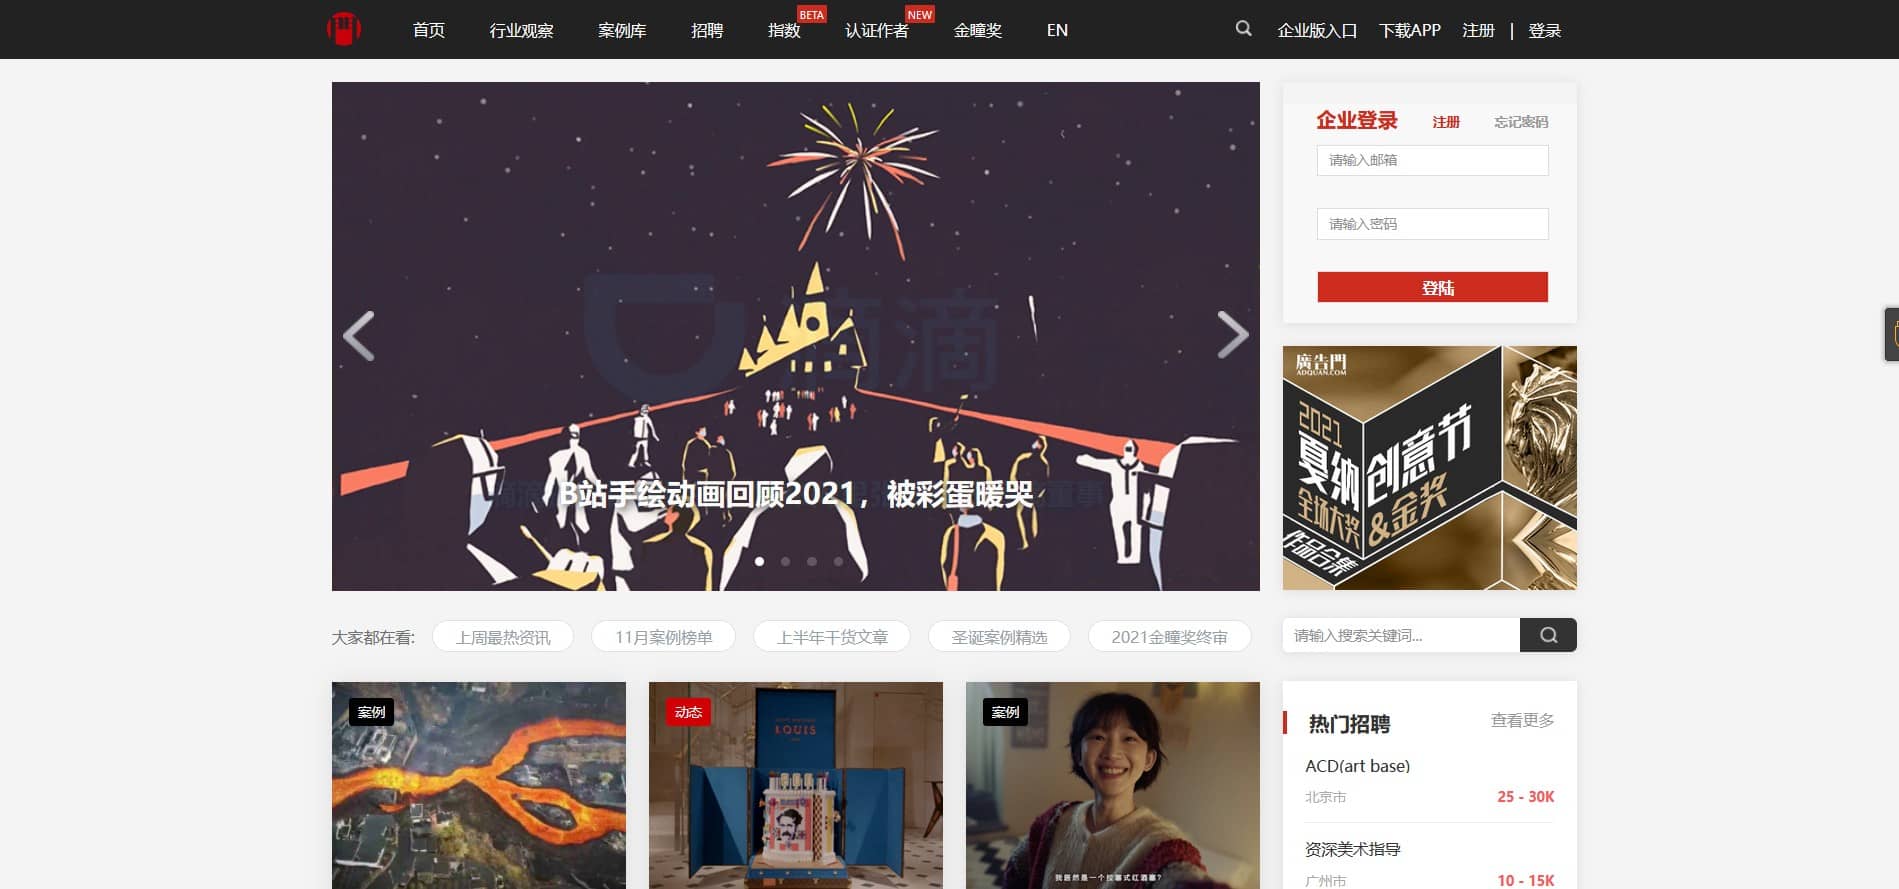 首页 行业观察 案例库 招聘 指数 BETA 认证作者 NEW 金瞳奖 EN 企业版入口 下载APP 注册 | 登录
企业登录 注册 忘记密码
请输入邮箱
请输入密码
登陆
滴滴
B站手绘动画回顾2021，被彩蛋暖哭
廣告門
ADQUAN.COM
2021
戛纳创意节
全场大奖&金奖
作品合集
大家都在看: 上周最热资讯 11月案例榜单 上半年干货文章 圣诞案例精选 2021金瞳奖终审
请输入搜索关键词...
案例
动态
LOUIS
案例
我居然是一个拉塞式红酒塞？
热门招聘 查看更多
ACD(art base)
北京市 25 - 30K
资深美术指导
广州市 10 - 15K